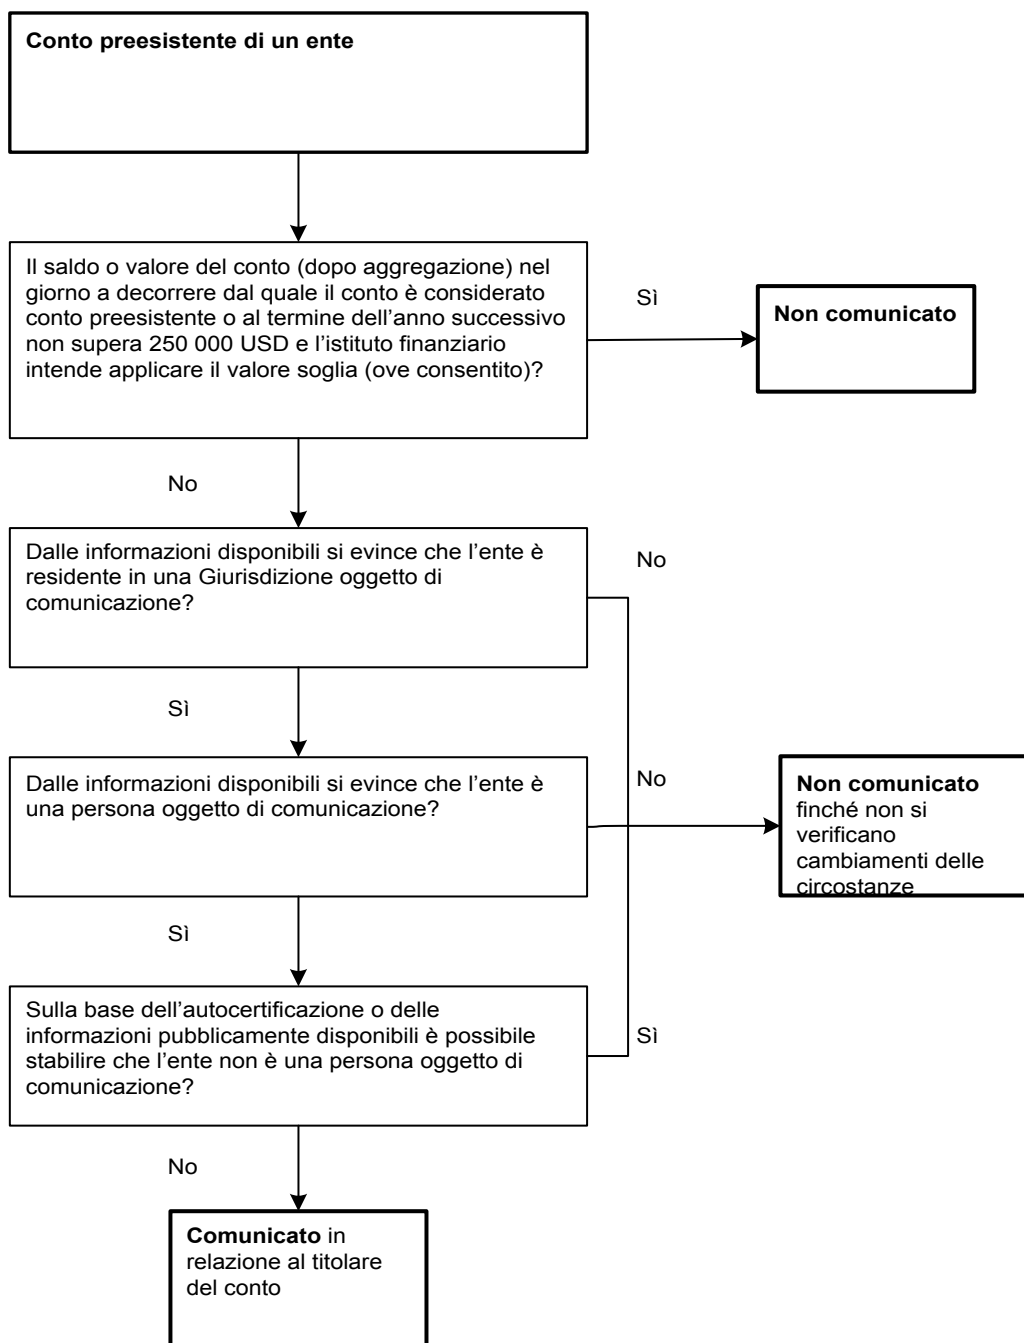 Conto preesistente di un ente
Il saldo o valore del conto (dopo aggregazione) nel
giorno a decorrere dal quale il conto è considerato
conto preesistente o al termine dell'anno successivo
non supera 250 000 USD e l'istituto finanziario
intende applicare il valore soglia (ove consentito)?
Sì
Non comunicato
No
Dalle informazioni disponibili si evince che l'ente è
residente in una Giurisdizione oggetto di
comunicazione?
No
Sì
Dalle informazioni disponibili si evince che l'ente è
una persona oggetto di comunicazione?
No
Non comunicato
finché non si
verificano
cambiamenti delle
circostanze
Sì
Sulla base dell'autocertificazione o delle
informazioni pubblicamente disponibili è possibile
stabilire che l'ente non è una persona oggetto di
comunicazione?
Sì
No
Comunicato in
relazione al titolare
del conto